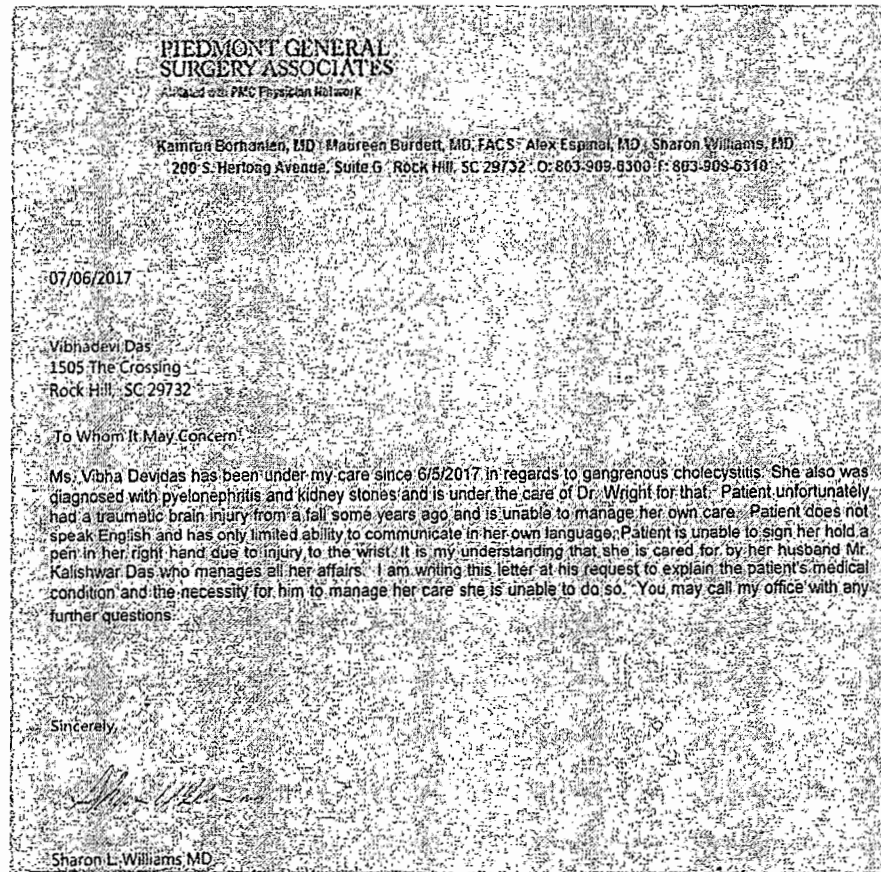 PIEDMONT GENERAL
SURGERY ASSOCIATES
Affiliated with PMC Physician Network
Kamran Borhanian, MD Maureen Burdett, MD, FACS Alex Espinal, MD Sharon Williams, MD
200 S. Herlong Avenue, Suite G Rock Hill, SC 29732 O: 803-909-6300 F: 803-909-6310
07/06/2017
Vibhadevi Das
1505 The Crossing
Rock Hill, SC 29732
To Whom It May Concern,
Ms. Vibha Devidas has been under my care since 6/5/2017 in regards to gangrenous cholecystitis. She also was
diagnosed with pyelonephritis and kidney stones and is under the care of Dr. Wright for that. Patient unfortunately
had a traumatic brain injury from a fall some years ago and is unable to manage her own care. Patient does not
speak English and has only limited ability to communicate in her own language. Patient is unable to sign her hold a
pen in her right hand due to injury to the wrist. It is my understanding that she is cared for by her husband Mr.
Kalishwar Das who manages all her affairs. I am writing this letter at his request to explain the patient's medical
condition and the necessity for him to manage her care she is unable to do so. You may call my office with any
further questions.
Sincerely,
Sharon L. Williams MD